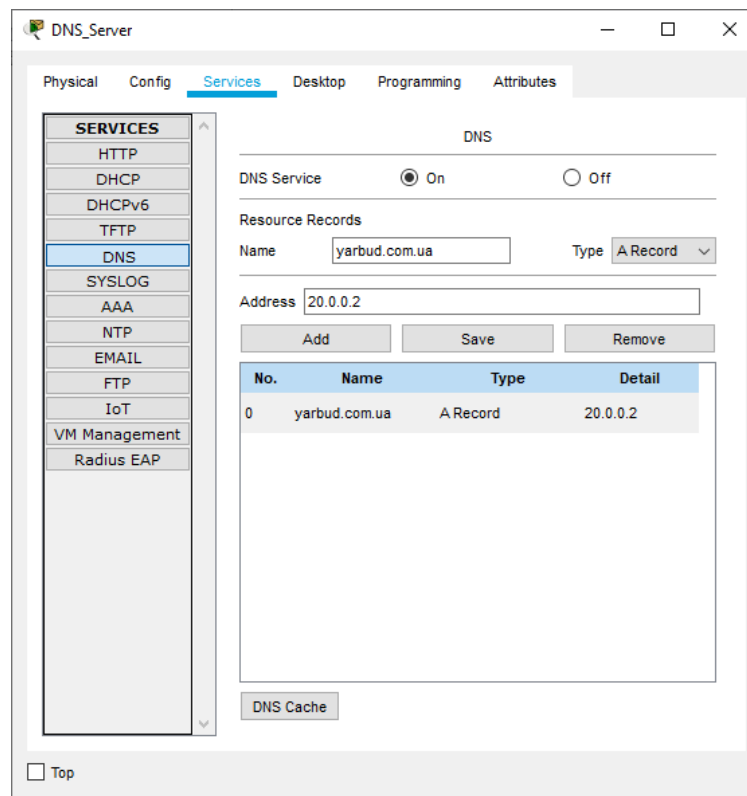 DNS_Server
Physical Config Services Desktop Programming Attributes
SERVICES
HTTP
DHCP
DHCPv6
TFTP
DNS
SYSLOG
AAA
NTP
EMAIL
FTP
IoT
VM Management
Radius EAP
DNS
DNS Service On Off
Resource Records
Name yarbud.com.ua Type A Record
Address 20.0.0.2
Add Save Remove
No. Name Type Detail
0 yarbud.com.ua A Record 20.0.0.2
DNS Cache
Top